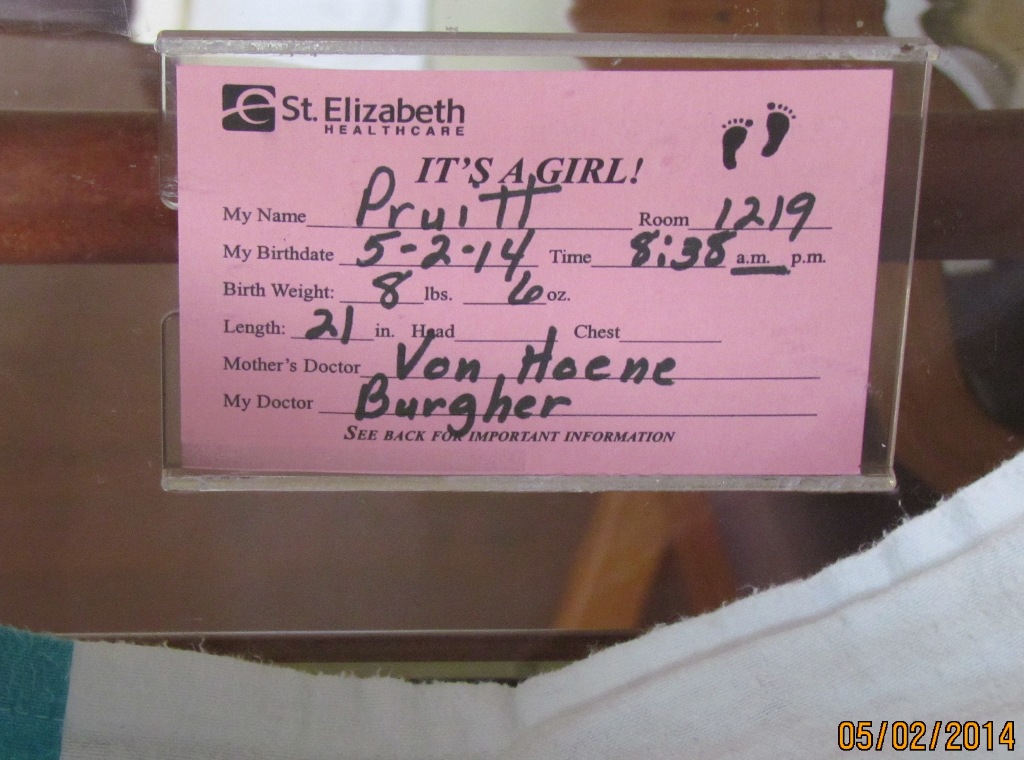 St. Elizabeth
HEALTHCARE
IT'S A GIRL!
My Name Pruitt Room 1219
My Birthdate 5-2-14 Time 8:38 a.m. p.m.
Birth Weight: 8 lbs. 6 oz.
Length: 21 in. Head Chest
Mother's Doctor Von Hoene
My Doctor Burgher
SEE BACK FOR IMPORTANT INFORMATION
05/02/2014